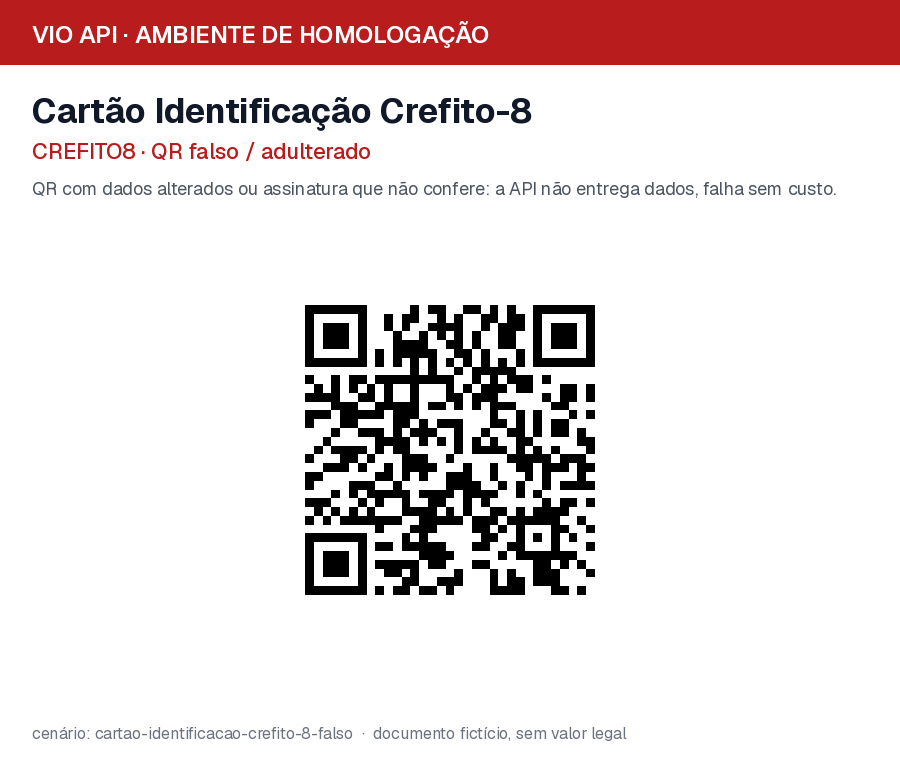 VIO API · AMBIENTE DE HOMOLOGAÇÃO
Cartão Identificação Crefito-8
CREFITO8 · QR falso / adulterado
QR com dados alterados ou assinatura que não confere: a API não entrega dados, falha sem custo.
cenário: cartao-identificacao-crefito-8-falso · documento fictício, sem valor legal